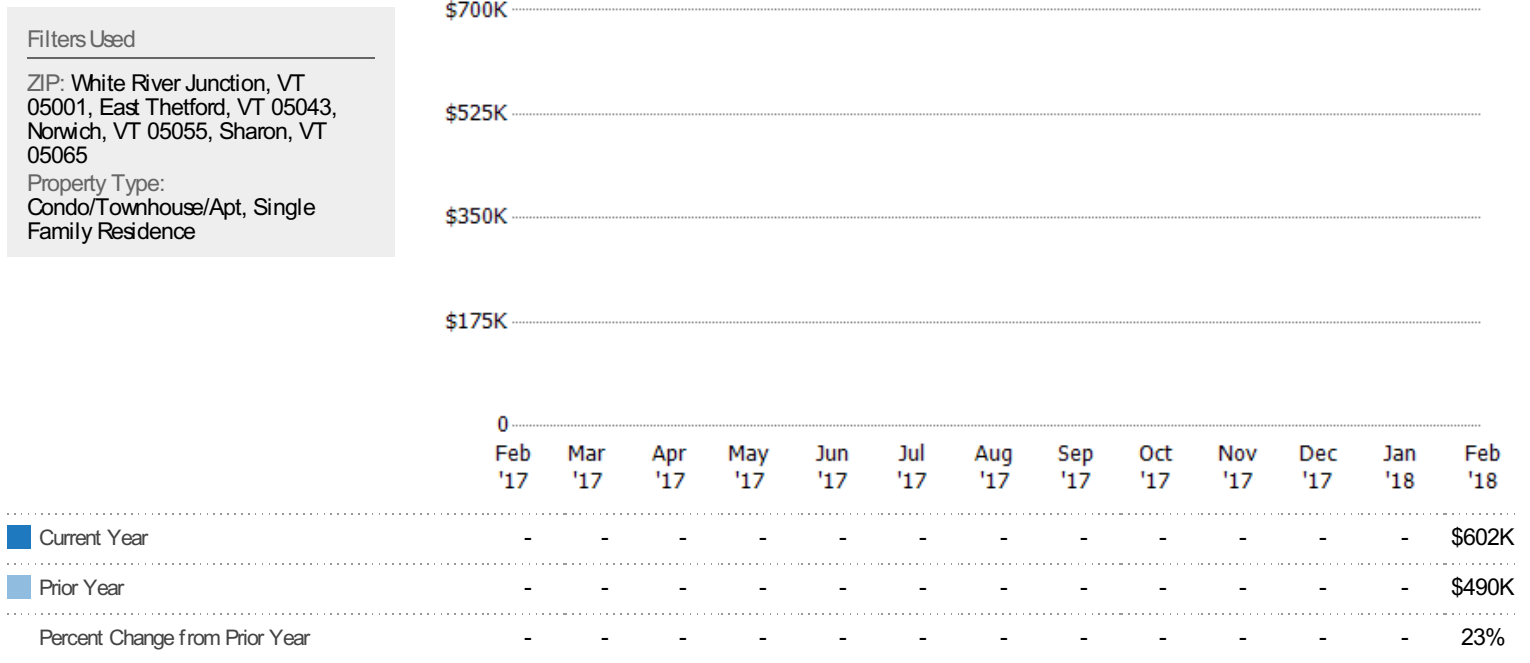 Filters Used
ZIP: White River Junction, VT
05001, East Thetford, VT 05043,
Norwich, VT 05055, Sharon, VT
05065
Property Type:
Condo/Townhouse/Apt, Single
Family Residence
$700K
$525K
$350K
$175K
0
Feb Mar Apr May Jun Jul Aug Sep Oct Nov Dec Jan Feb
'17 '17 '17 '17 '17 '17 '17 '17 '17 '17 '17 '18 '18
Current Year - - - - - - - - - - - - $602K
Prior Year - - - - - - - - - - - - $490K
Percent Change from Prior Year - - - - - - - - - - - - 23%